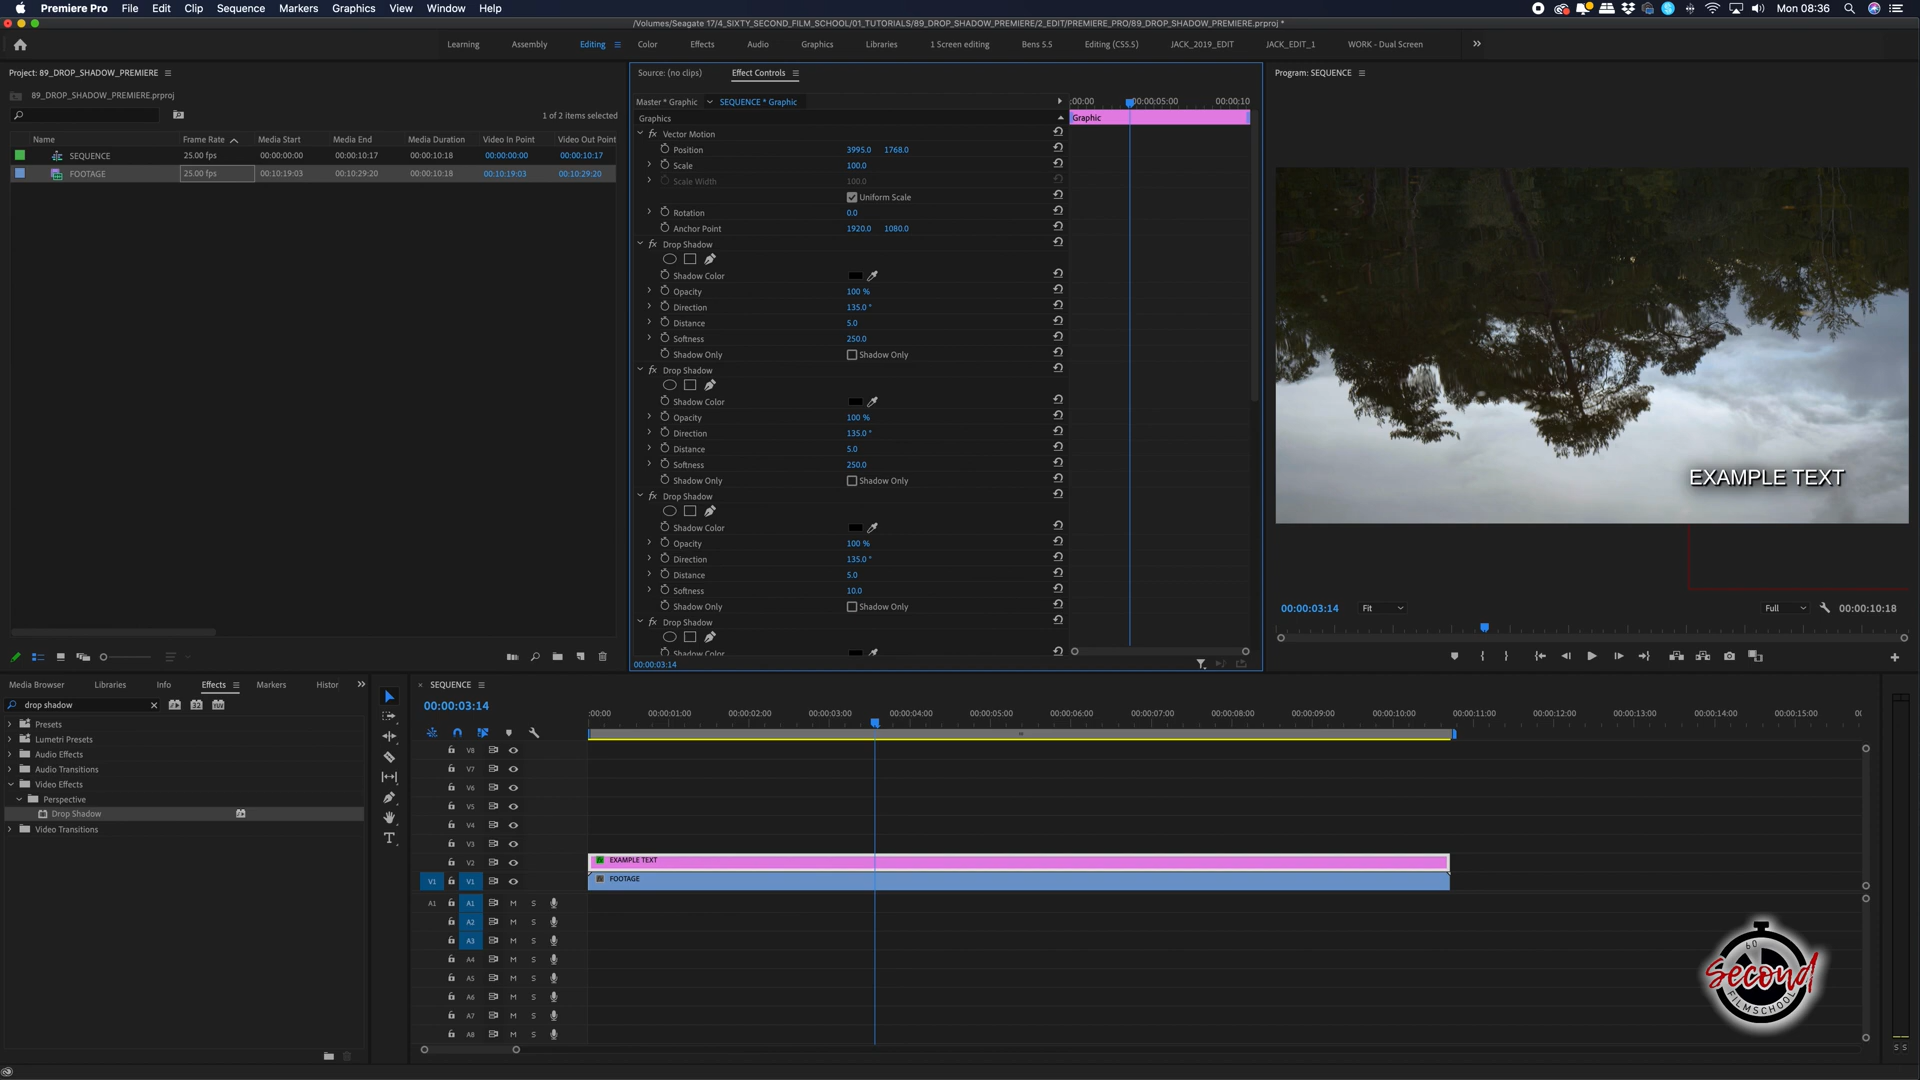 Premiere Pro File Edit Clip Sequence Markers Graphics View Window Help Mon 08:36
/Volumes/Seagate 17/4_SIXTY_SECOND_FILM_SCHOOL/01_TUTORIALS/89_DROP_SHADOW_PREMIERE/2_EDIT/PREMIERE_PRO/89_DROP_SHADOW_PREMIERE.prproj *
Learning Assembly Editing Color Effects Audio Graphics Libraries 1 Screen editing Bens 5.5 Editing (CS5.5) JACK_2019_EDIT JACK_EDIT_1 WORK - Dual Screen
Project: 89_DROP_SHADOW_PREMIERE
89_DROP_SHADOW_PREMIERE.prproj
1 of 2 items selected
Name Frame Rate Media Start Media End Media Duration Video In Point Video Out Point
SEQUENCE 25.00 fps 00:00:00:00 00:00:10:17 00:00:10:18 00:00:00:00 00:00:10:17
FOOTAGE 25.00 fps 00:10:19:03 00:10:29:20 00:00:10:18 00:10:19:03 00:10:29:20
Source: (no clips) Effect Controls
Master * Graphic SEQUENCE * Graphic :00:00 00:00:05:00 00:00:10
Graphics Graphic
fx Vector Motion
Position 3995.0 1768.0
Scale 100.0
Scale Width 100.0
Uniform Scale
Rotation 0.0
Anchor Point 1920.0 1080.0
fx Drop Shadow
Shadow Color
Opacity 100 %
Direction 135.0 °
Distance 5.0
Softness 250.0
Shadow Only Shadow Only
fx Drop Shadow
Shadow Color
Opacity 100 %
Direction 135.0 °
Distance 5.0
Softness 250.0
Shadow Only Shadow Only
fx Drop Shadow
Shadow Color
Opacity 100 %
Direction 135.0 °
Distance 5.0
Softness 10.0
Shadow Only Shadow Only
fx Drop Shadow
Shadow Color
00:00:03:14
Program: SEQUENCE
EXAMPLE TEXT
00:00:03:14 Fit Full 00:00:10:18
Media Browser Libraries Info Effects Markers Histor
drop shadow
Presets
Lumetri Presets
Audio Effects
Audio Transitions
Video Effects
Perspective
Drop Shadow
Video Transitions
SEQUENCE
00:00:03:14
:00:00 00:00:01:00 00:00:02:00 00:00:03:00 00:00:04:00 00:00:05:00 00:00:06:00 00:00:07:00 00:00:08:00 00:00:09:00 00:00:10:00 00:00:11:00 00:00:12:00 00:00:13:00 00:00:14:00 00:00:15:00
V8
V7
V6
V5
V4
V3
V2 EXAMPLE TEXT
V1 V1 FOOTAGE
A1 A1 M S
A2 M S
A3 M S
A4 M S
A5 M S
A6 M S
A7 M S
A8 M S
S S
60
Second
FILMSCHOOL